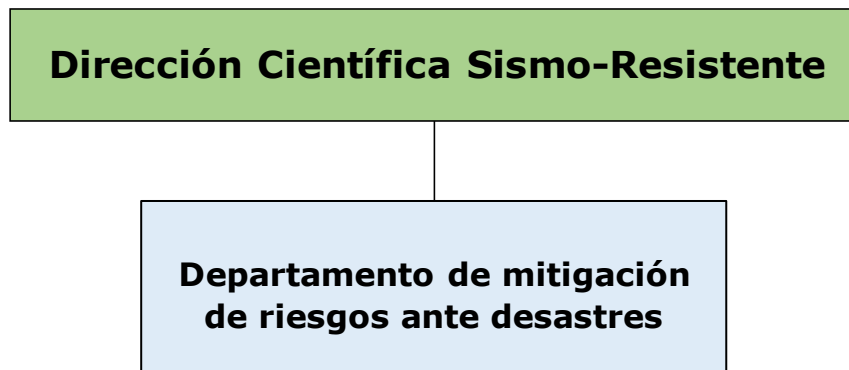 Dirección Científica Sismo-Resistente
Departamento de mitigación
de riesgos ante desastres